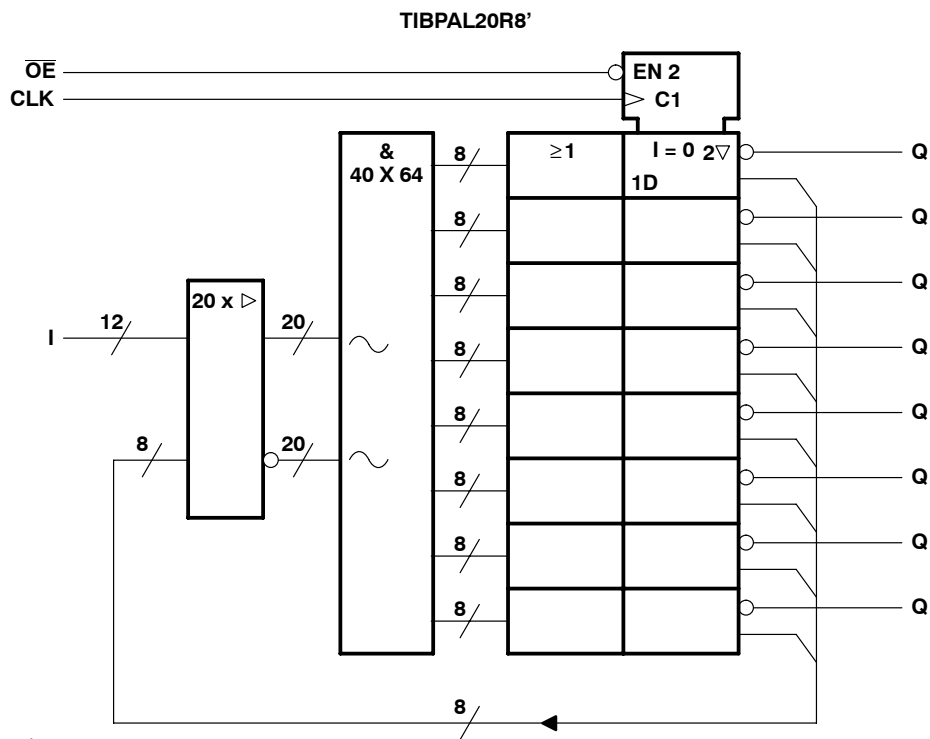 TIBPAL20R8’
OE
EN 2
CLK
C1
&
40 X 64
8
≥1
I = 0 2▽
1D
Q
8
Q
8
Q
20 x ▷
I
12
20
8
Q
8
Q
8
20
8
Q
8
Q
8
Q
8